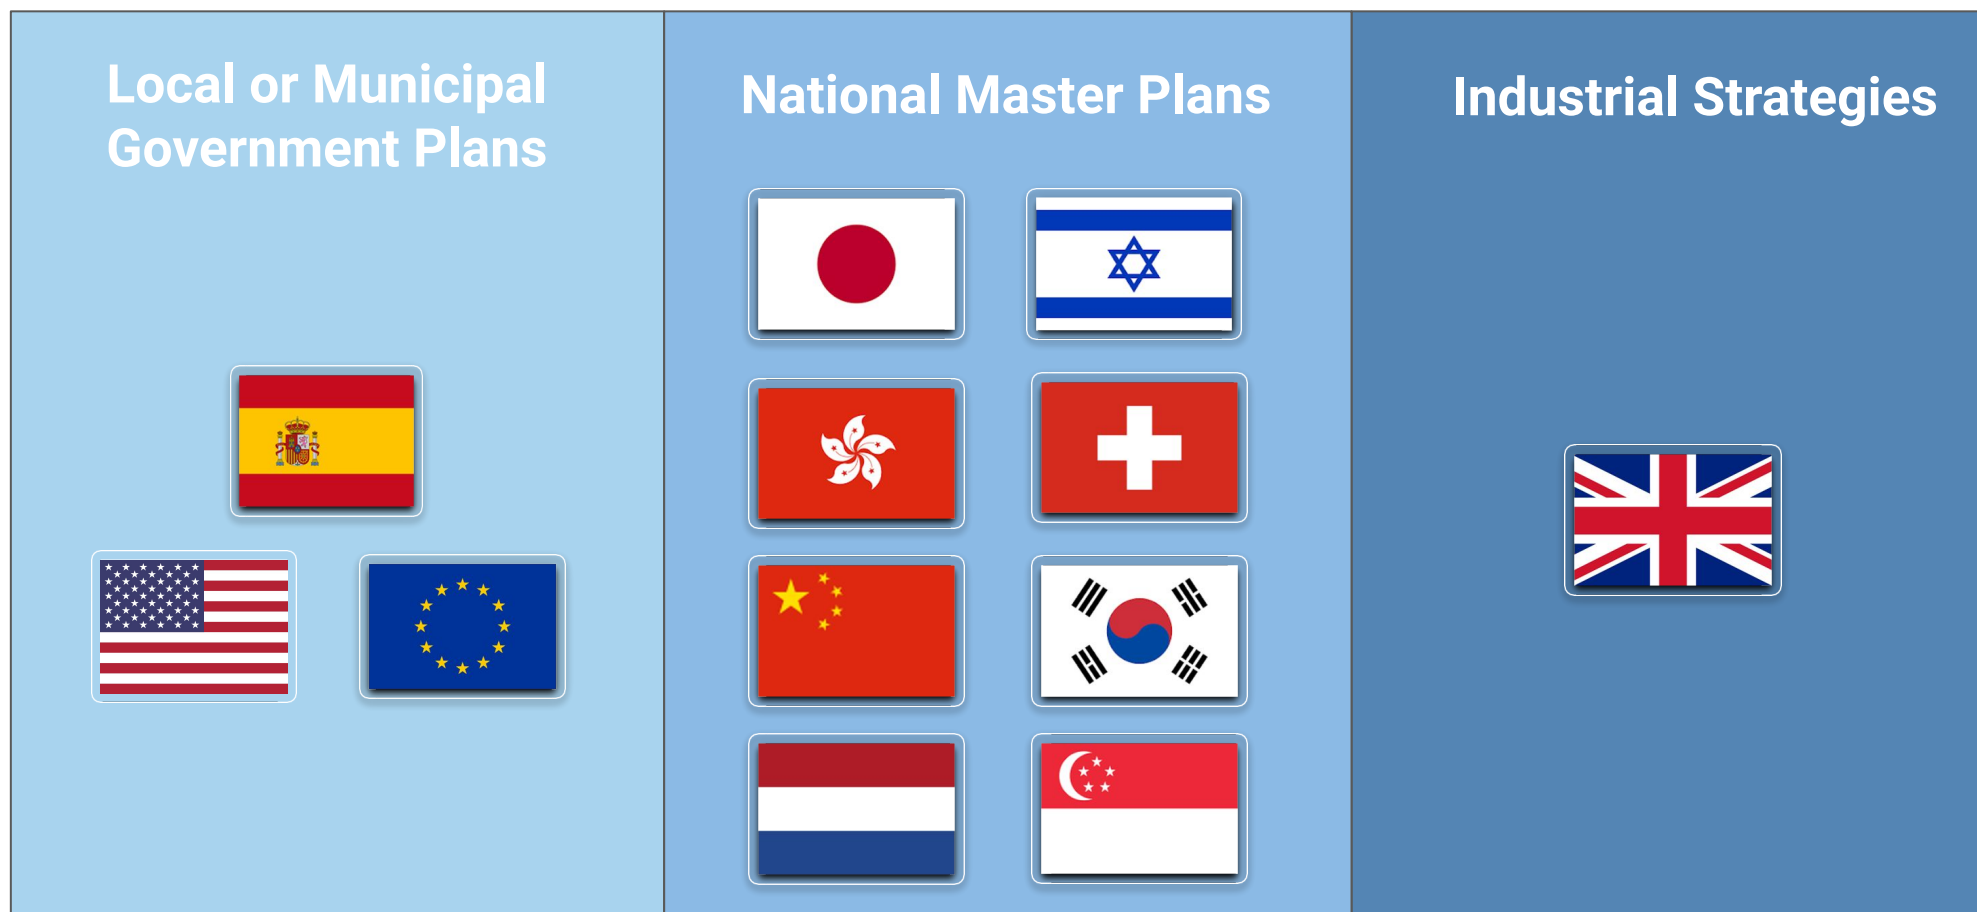 Local or Municipal
Government Plans
National Master Plans
Industrial Strategies